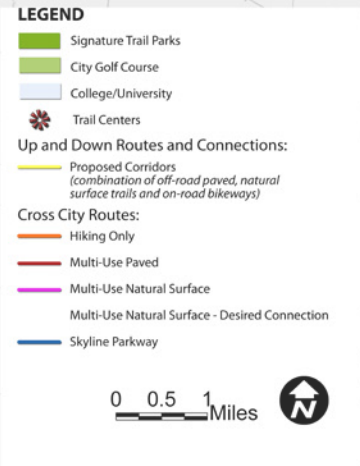 LEGEND
Signature Trail Parks
City Golf Course
College/University
Trail Centers
Up and Down Routes and Connections:
Proposed Corridors
(combination of off-road paved, natural
surface trails and on-road bikeways)
Cross City Routes:
Hiking Only
Multi-Use Paved
Multi-Use Natural Surface
Multi-Use Natural Surface - Desired Connection
Skyline Parkway
0 0.5 1
Miles
N